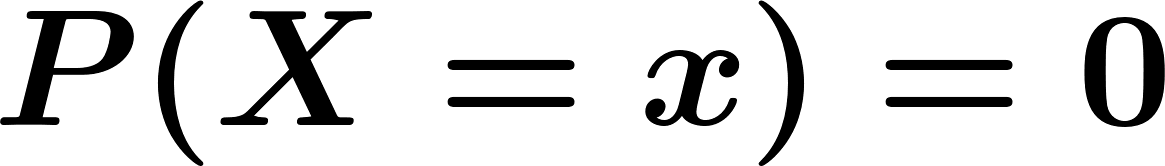 P(X = x) = 0